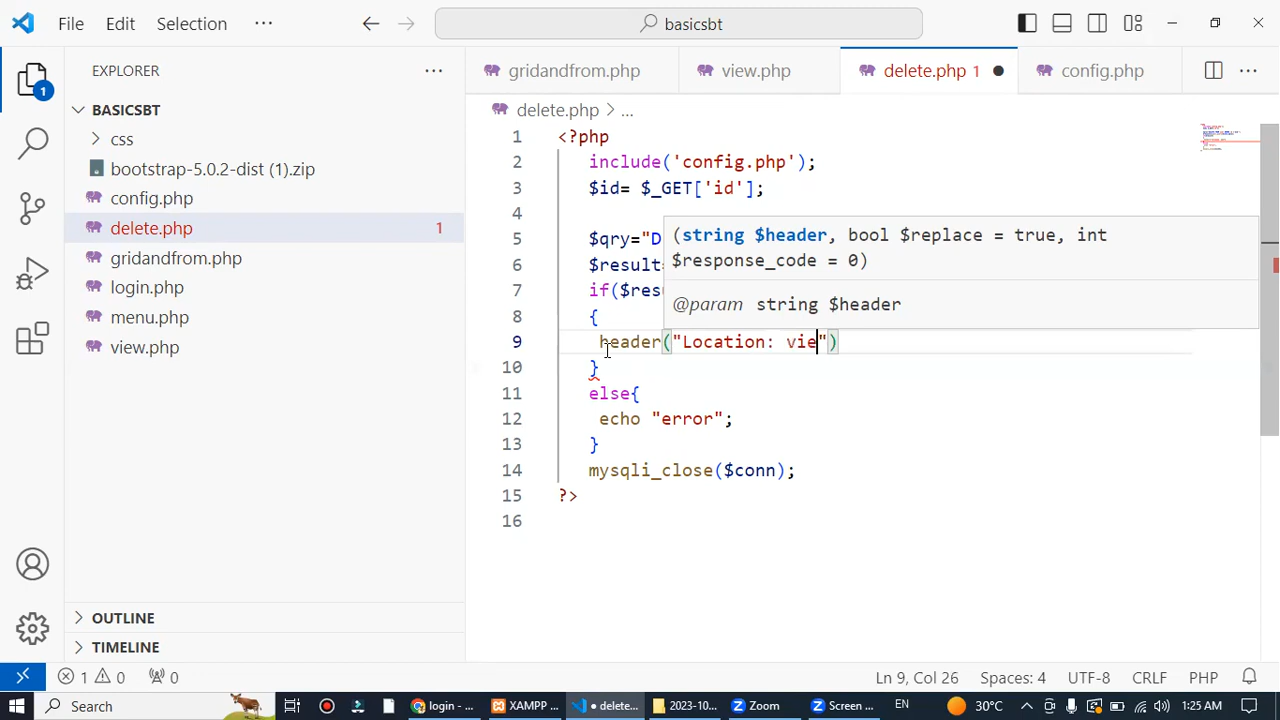 File Edit Selection ··· basicsbt
EXPLORER ···
gridandfrom.php view.php delete.php 1 config.php ···
BASICSBT
css
bootstrap-5.0.2-dist (1).zip
config.php
delete.php 1
gridandfrom.php
login.php
menu.php
view.php
OUTLINE
TIMELINE
1
delete.php > ...
1 <?php
2 include('config.php');
3 $id= $_GET['id'];
4
5 $qry="D
6 $result=
7 if($res
8 {
9 header("Location: vie")
10 }
11 else{
12 echo "error";
13 }
14 mysqli_close($conn);
15 ?>
16
(string $header, bool $replace = true, int
$response_code = 0)
@param string $header
1 0 0 Ln 9, Col 26 Spaces: 4 UTF-8 CRLF PHP
Search login - ... XAMPP ... delete... 2023-10... Zoom Screen ... EN 30°C 1:25 AM